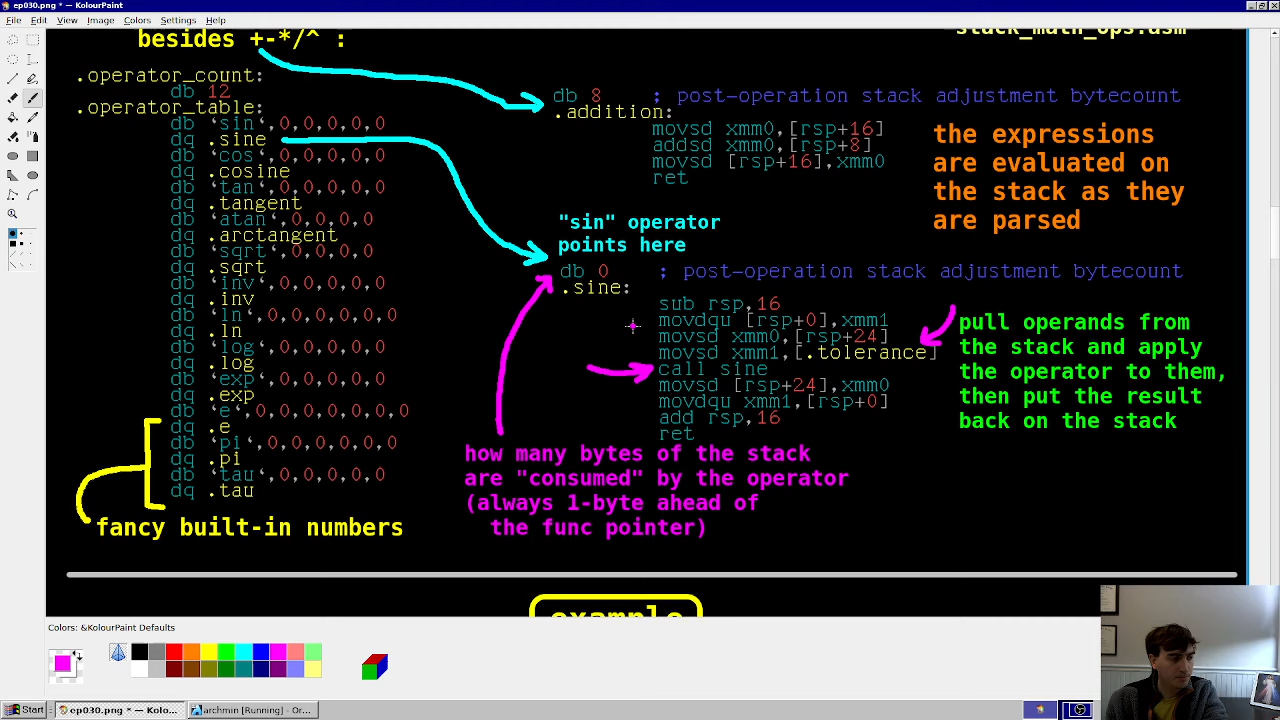 ep030.png * — KolourPaint
File Edit View Image Colors Settings Help
besides +-*/^ :
stack_math_ops.asm
.operator_count:
db 12
.operator_table:
db `sin`,0,0,0,0,0
dq .sine
db `cos`,0,0,0,0,0
dq .cosine
db `tan`,0,0,0,0,0
dq .tangent
db `atan`,0,0,0,0
dq .arctangent
db `sqrt`,0,0,0,0
dq .sqrt
db `inv`,0,0,0,0,0
dq .inv
db `ln`,0,0,0,0,0,0
dq .ln
db `log`,0,0,0,0,0
dq .log
db `exp`,0,0,0,0,0
dq .exp
db `e`,0,0,0,0,0,0,0
dq .e
db `pi`,0,0,0,0,0,0
dq .pi
db `tau`,0,0,0,0,0
dq .tau
fancy built-in numbers
db 8 ; post-operation stack adjustment bytecount
.addition:
movsd xmm0,[rsp+16]
addsd xmm0,[rsp+8]
movsd [rsp+16],xmm0
ret
the expressions
are evaluated on
the stack as they
are parsed
"sin" operator
points here
db 0 ; post-operation stack adjustment bytecount
.sine:
sub rsp,16
movdqu [rsp+0],xmm1
movsd xmm0,[rsp+24]
movsd xmm1,[.tolerance]
call sine
movsd [rsp+24],xmm0
movdqu xmm1,[rsp+0]
add rsp,16
ret
pull operands from
the stack and apply
the operator to them,
then put the result
back on the stack
how many bytes of the stack
are "consumed" by the operator
(always 1-byte ahead of
the func pointer)
example
Colors: &KolourPaint Defaults
Start
ep030.png * — Kolo...
archmin [Running] - Or...